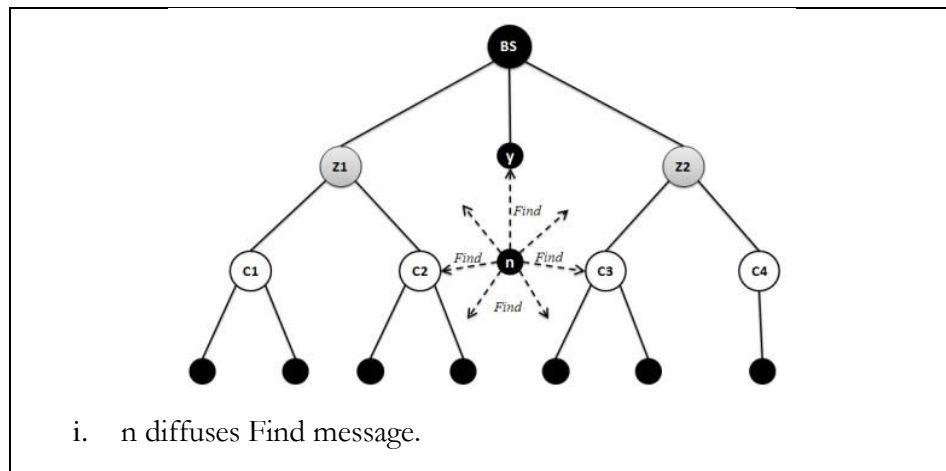 BS
Z1
y
Z2
Find
C1
C2
Find
n
Find
C3
C4
Find
i. n diffuses Find message.